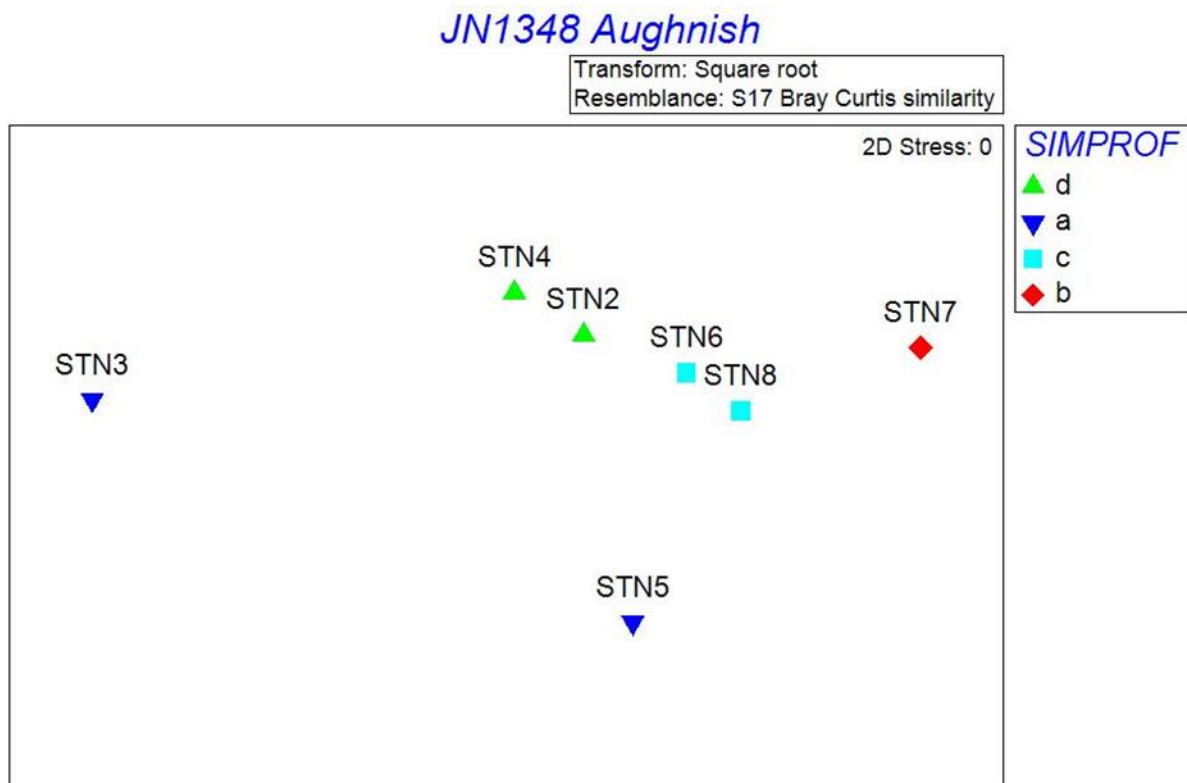 JN1348 Aughnish
Transform: Square root
Resemblance: S17 Bray Curtis similarity
2D Stress: 0
SIMPROF
d
a
c
b
STN4
STN2
STN6
STN7
STN3
STN8
STN5